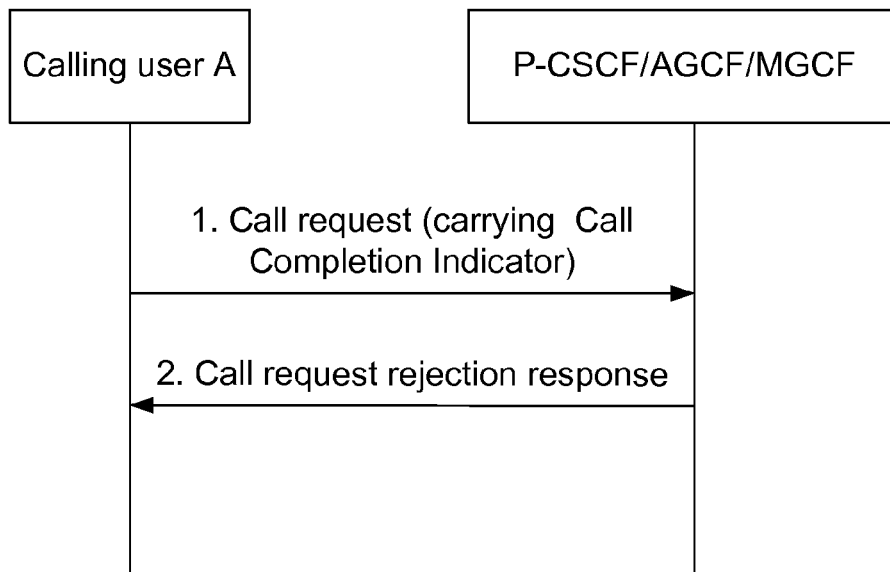 Calling user A
P-CSCF/AGCF/MGCF
1. Call request (carrying Call
Completion Indicator)
2. Call request rejection response